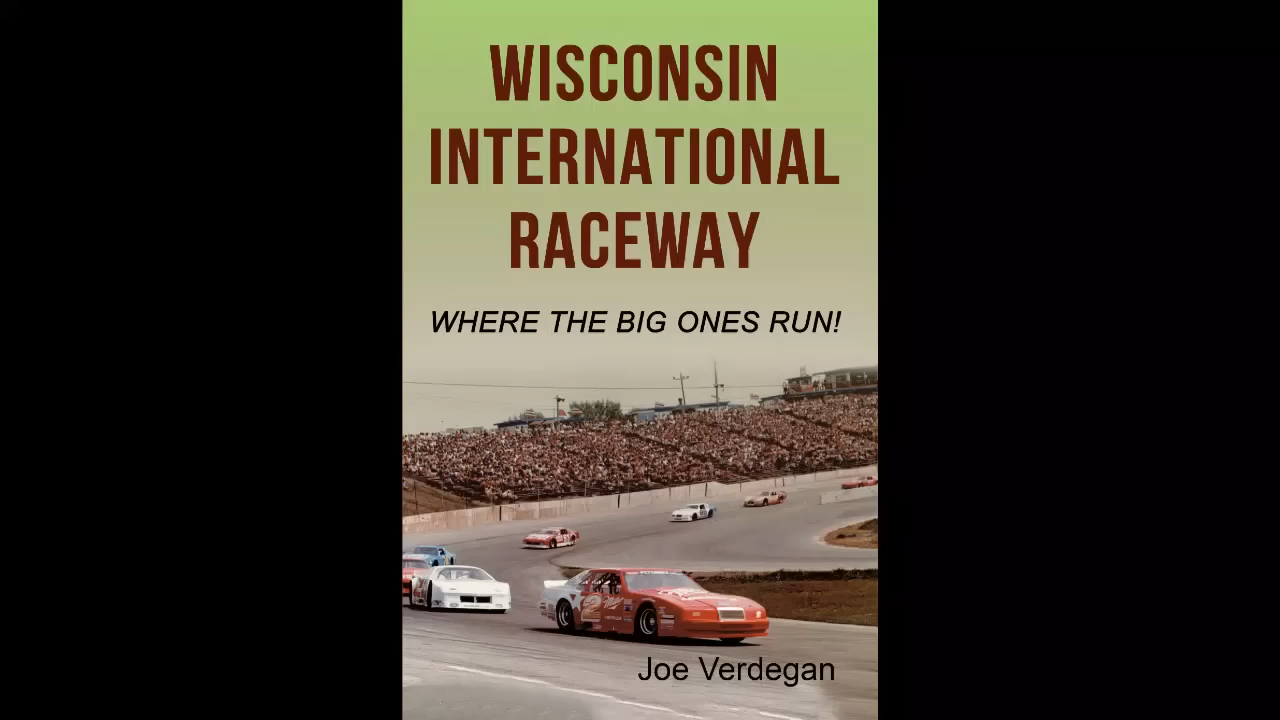 WISCONSIN
INTERNATIONAL
RACEWAY
WHERE THE BIG ONES RUN!
Joe Verdegan